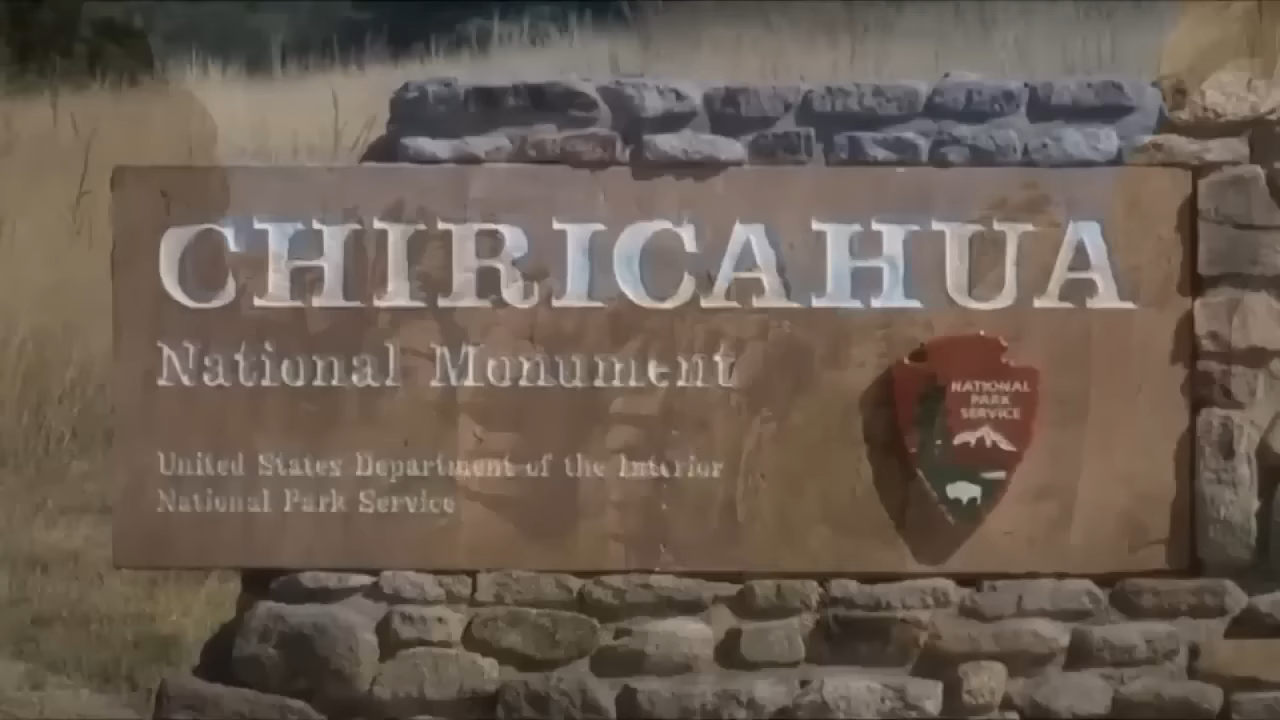 CHIRICAHUA
National Monument
United States Department of the Interior
National Park Service
NATIONAL
PARK
SERVICE